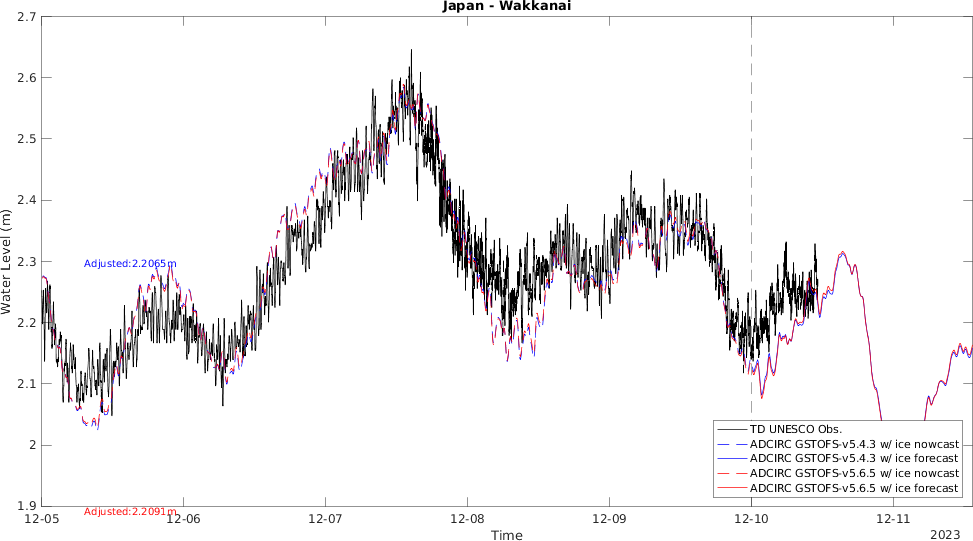 Japan - Wakkanai
2.7
2.6
2.5
2.4
2.3
2.2
2.1
2
1.9
Water Level (m)
Adjusted:2.2065m
Adjusted:2.2091m
TD UNESCO Obs.
ADCIRC GSTOFS-v5.4.3 w/ ice nowcast
ADCIRC GSTOFS-v5.4.3 w/ ice forecast
ADCIRC GSTOFS-v5.6.5 w/ ice nowcast
ADCIRC GSTOFS-v5.6.5 w/ ice forecast
12-05 12-06 12-07 12-08 12-09 12-10 12-11
Time
2023